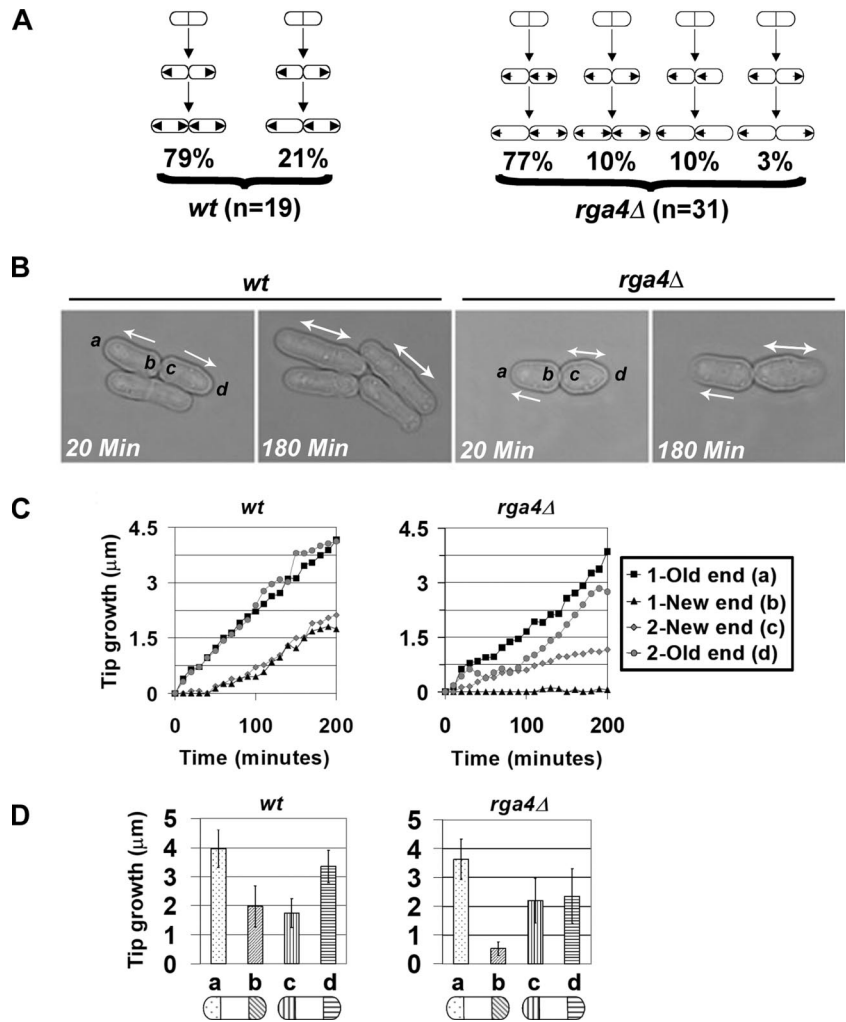 A
79% 21%
wt (n=19)
77% 10% 10% 3%
rga4Δ (n=31)
B
wt
rga4Δ
a b c d
20 Min
180 Min
a b c d
20 Min
180 Min
C
wt
rga4Δ
Tip growth (μm)
4.5
3
1.5
0
0 100 200
Time (minutes)
4.5
3
1.5
0
0 100 200
Time (minutes)
1-Old end (a)
1-New end (b)
2-New end (c)
2-Old end (d)
D
wt
rga4Δ
Tip growth (μm)
5
4
3
2
1
0
a b c d
5
4
3
2
1
0
a b c d